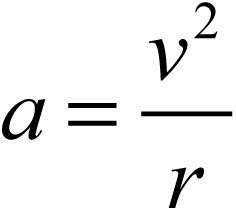 a = v²/r